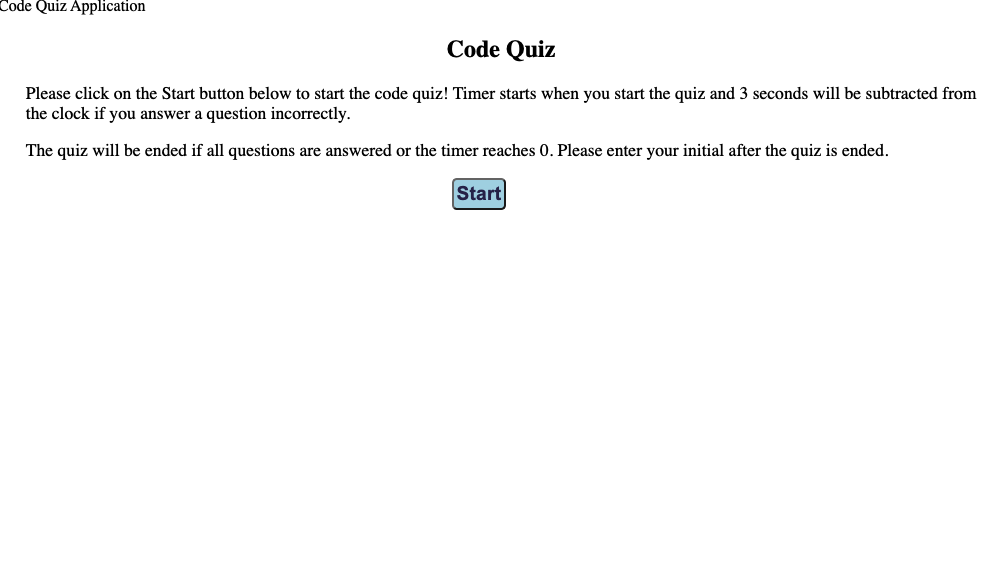 Code Quiz Application
Code Quiz
Please click on the Start button below to start the code quiz! Timer starts when you start the quiz and 3 seconds will be subtracted from
the clock if you answer a question incorrectly.
The quiz will be ended if all questions are answered or the timer reaches 0. Please enter your initial after the quiz is ended.
Start